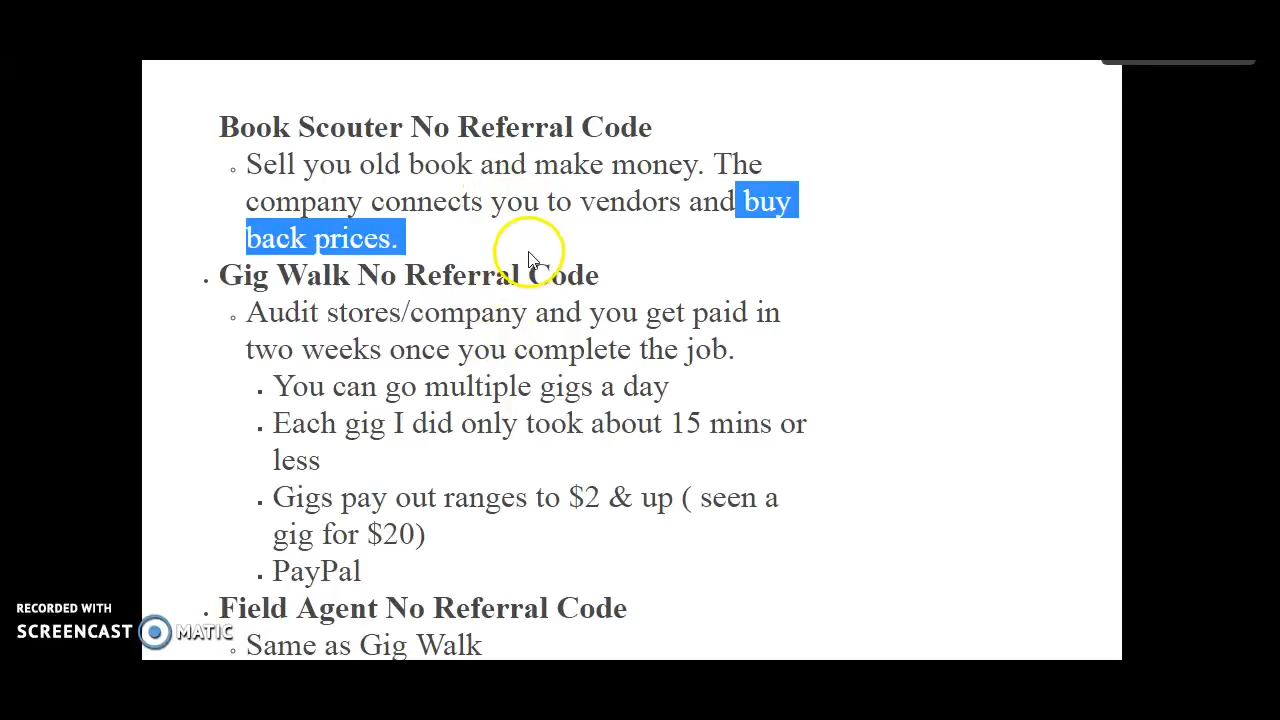 Book Scouter No Referral Code
Sell you old book and make money. The
company connects you to vendors and buy
back prices.
Gig Walk No Referral Code
Audit stores/company and you get paid in
two weeks once you complete the job.
You can go multiple gigs a day
Each gig I did only took about 15 mins or
less
Gigs pay out ranges to $2 & up ( seen a
gig for $20)
PayPal
Field Agent No Referral Code
Same as Gig Walk
RECORDED WITH
SCREENCAST MATIC